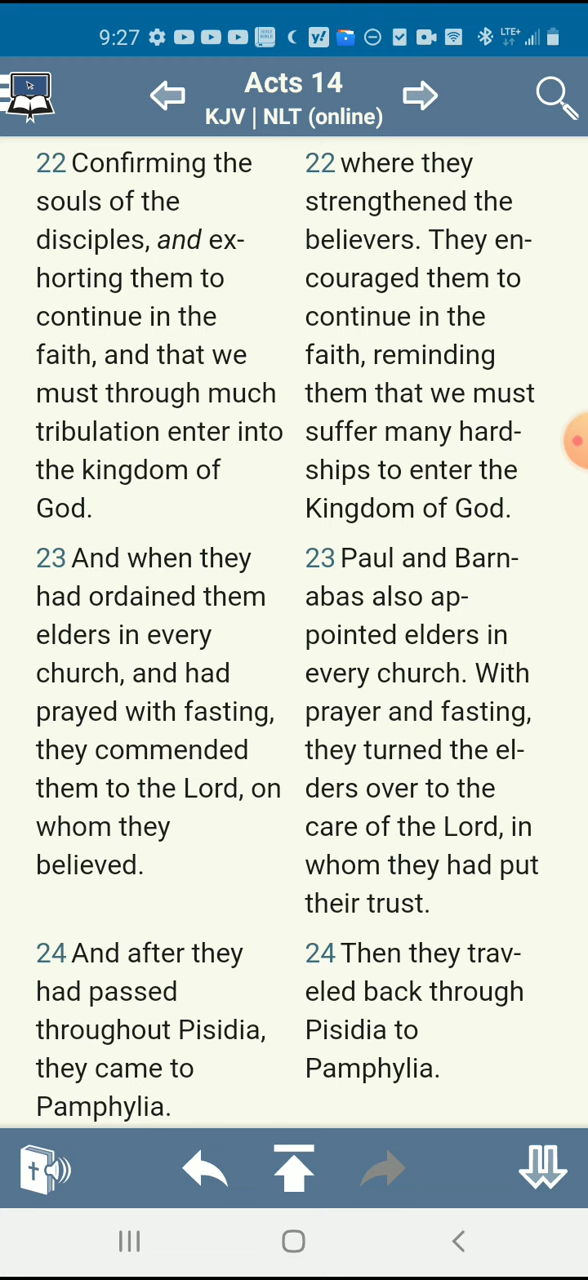 9:27
LTE+
Acts 14
KJV | NLT (online)
22 Confirming the
souls of the
disciples, and ex-
horting them to
continue in the
faith, and that we
must through much
tribulation enter into
the kingdom of
God.
22 where they
strengthened the
believers. They en-
couraged them to
continue in the
faith, reminding
them that we must
suffer many hard-
ships to enter the
Kingdom of God.
23 And when they
had ordained them
elders in every
church, and had
prayed with fasting,
they commended
them to the Lord, on
whom they
believed.
23 Paul and Barn-
abas also ap-
pointed elders in
every church. With
prayer and fasting,
they turned the el-
ders over to the
care of the Lord, in
whom they had put
their trust.
24 And after they
had passed
throughout Pisidia,
they came to
Pamphylia.
24 Then they trav-
eled back through
Pisidia to
Pamphylia.